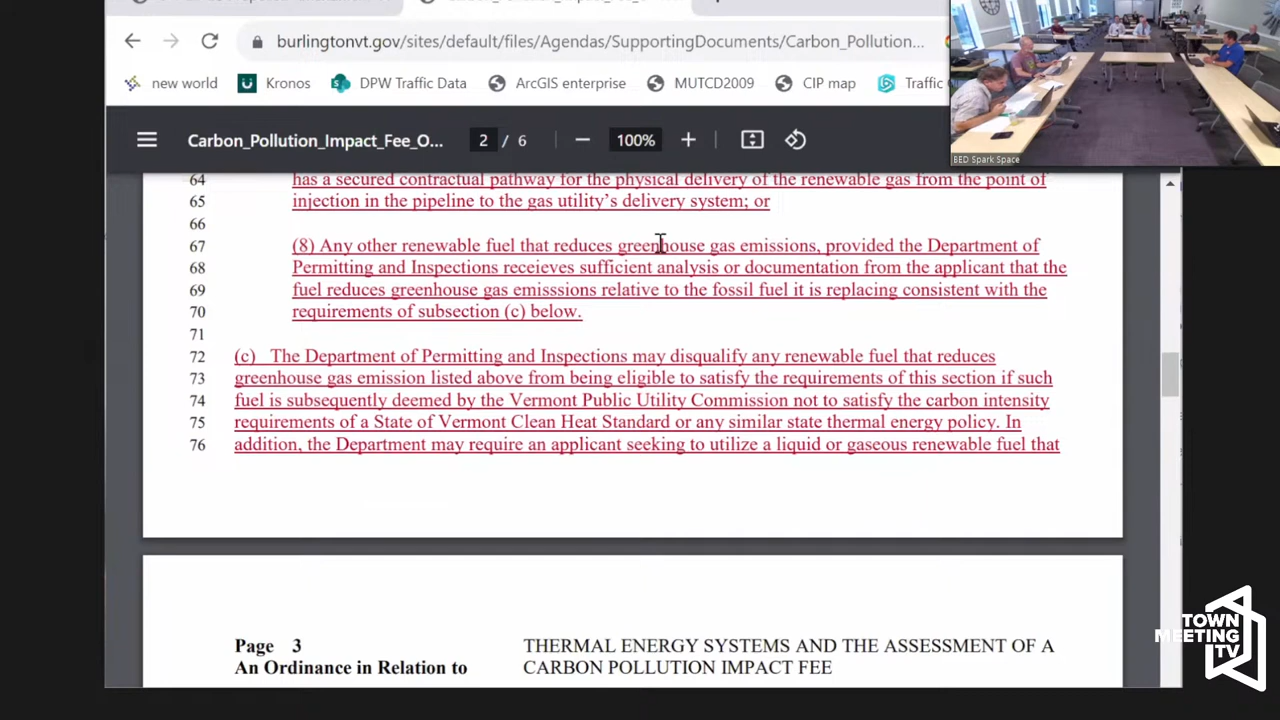 burlingtonvt.gov/sites/default/files/Agendas/SupportingDocuments/Carbon_Pollution...
new world
Kronos
DPW Traffic Data
ArcGIS enterprise
MUTCD2009
CIP map
Traffic
Carbon_Pollution_Impact_Fee_O...
2 / 6
100%
BED Spark Space
64 has a secured contractual pathway for the physical delivery of the renewable gas from the point of
65 injection in the pipeline to the gas utility's delivery system; or
66
67 (8) Any other renewable fuel that reduces greenhouse gas emissions, provided the Department of
68 Permitting and Inspections receieves sufficient analysis or documentation from the applicant that the
69 fuel reduces greenhouse gas emisssions relative to the fossil fuel it is replacing consistent with the
70 requirements of subsection (c) below.
71
72 (c) The Department of Permitting and Inspections may disqualify any renewable fuel that reduces
73 greenhouse gas emission listed above from being eligible to satisfy the requirements of this section if such
74 fuel is subsequently deemed by the Vermont Public Utility Commission not to satisfy the carbon intensity
75 requirements of a State of Vermont Clean Heat Standard or any similar state thermal energy policy. In
76 addition, the Department may require an applicant seeking to utilize a liquid or gaseous renewable fuel that
Page 3 THERMAL ENERGY SYSTEMS AND THE ASSESSMENT OF A
An Ordinance in Relation to CARBON POLLUTION IMPACT FEE
TOWN
MEETING
TV